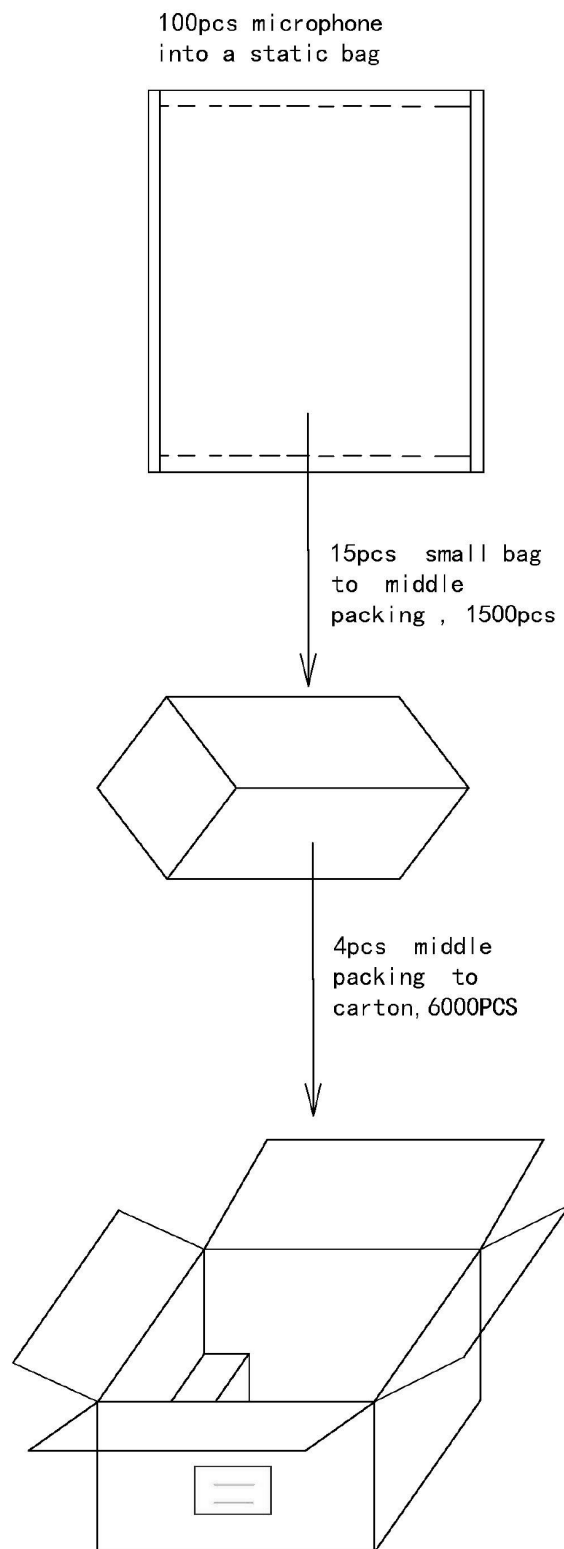 100pcs microphone
into a static bag
15pcs small bag
to middle
packing , 1500pcs
4pcs middle
packing to
carton, 6000PCS